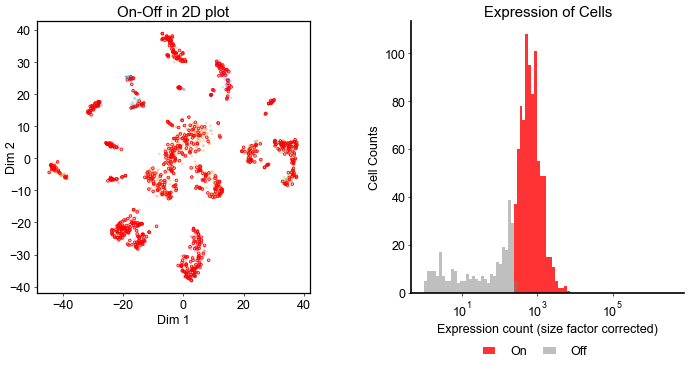 On-Off in 2D plot
40
30
20
10
0
−10
−20
−30
−40
Dim 2
−40
−20
0
20
40
Dim 1
Expression of Cells
100
80
60
40
20
0
Cell Counts
10^1
10^3
10^5
Expression count (size factor corrected)
On
Off